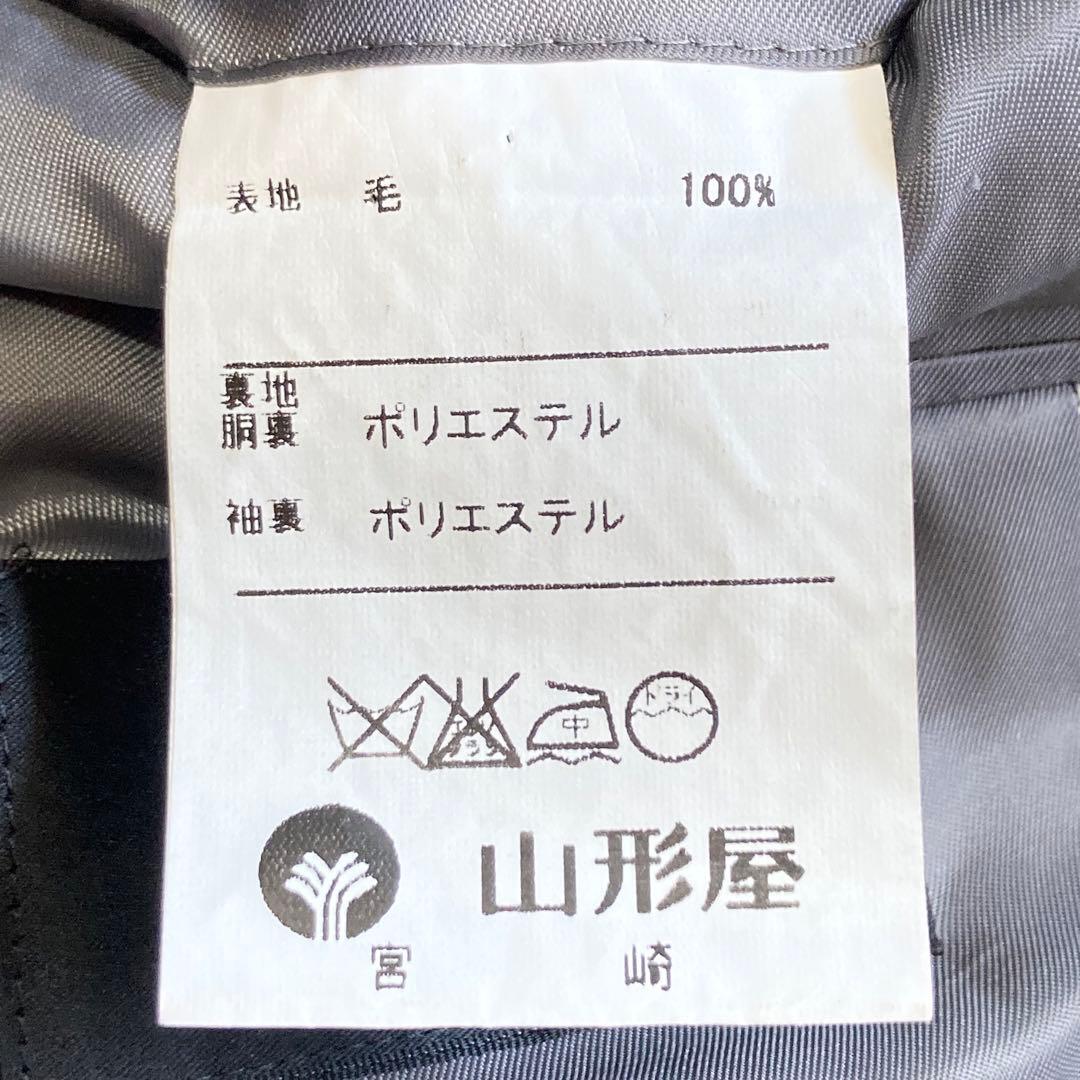 表地 毛 100%
裏地
胴裏 ポリエステル
袖裏 ポリエステル
中 ドライ
山形屋
宮崎